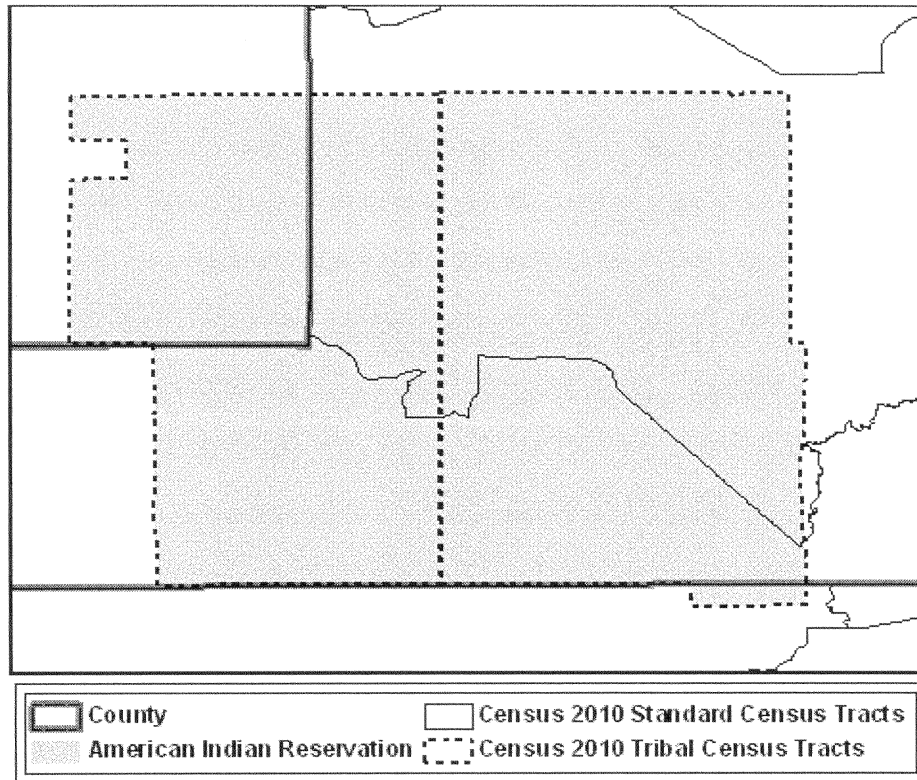 County
Census 2010 Standard Census Tracts
American Indian Reservation
Census 2010 Tribal Census Tracts